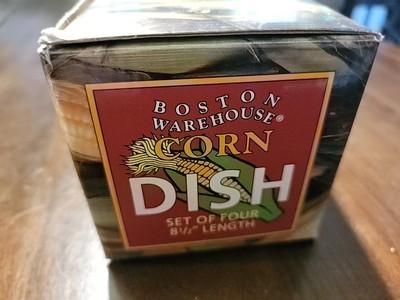 BOSTON
WAREHOUSE®
CORN
DISH
SET OF FOUR
8½" LENGTH